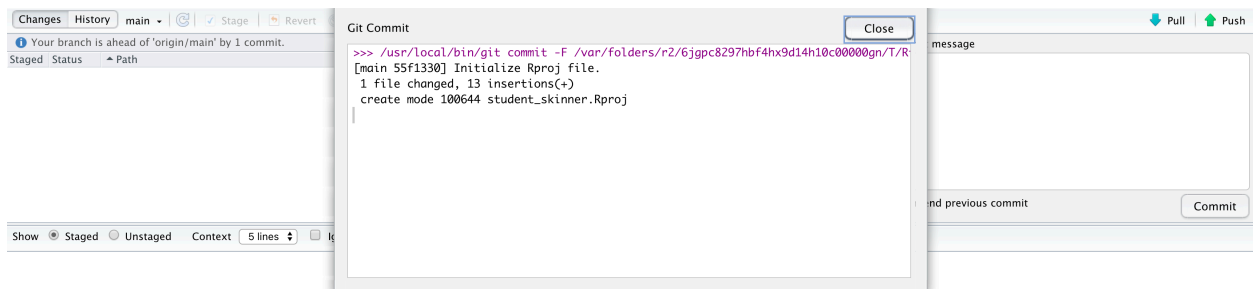 Changes History main Stage Revert
Git Commit
Close
Pull Push
Your branch is ahead of 'origin/main' by 1 commit.
message
Staged Status Path
>>> /usr/local/bin/git commit -F /var/folders/r2/6jgpc8297hbf4hx9d14h10c00000gn/T/R
[main 55f1330] Initialize Rproj file.
1 file changed, 13 insertions(+)
create mode 100644 student_skinner.Rproj
end previous commit
Commit
Show Staged Unstaged Context 5 lines